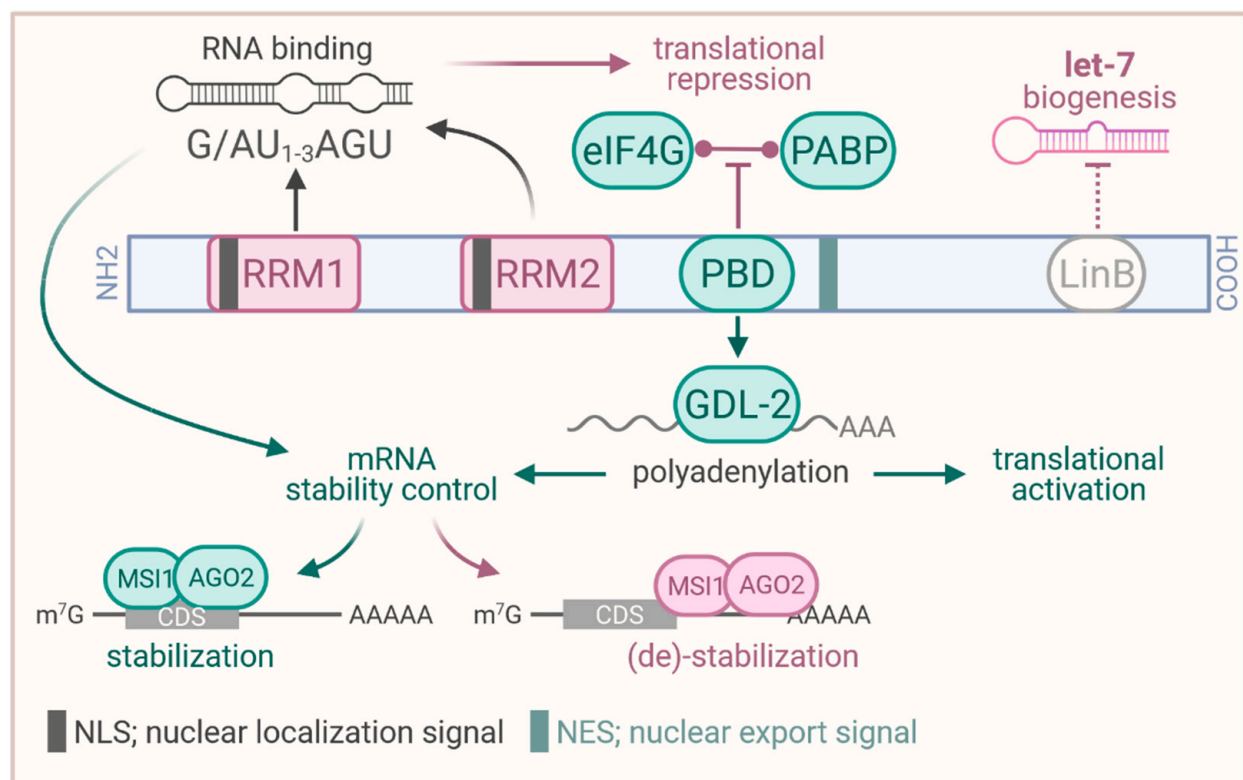 RNA binding
G/AU₁₋₃AGU
translational
repression
eIF4G
PABP
let-7
biogenesis
NH2
RRM1
RRM2
PBD
LinB
COOH
GDL-2
AAA
polyadenylation
mRNA
stability control
translational
activation
MSI1
AGO2
m⁷G
CDS
AAAAA
stabilization
MSI1
AGO2
m⁷G
CDS
AAAAA
(de)-stabilization
NLS; nuclear localization signal
NES; nuclear export signal